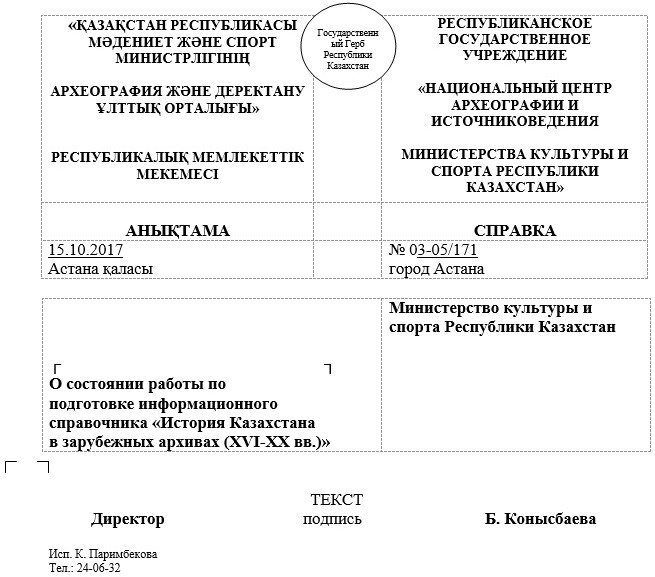 «ҚАЗАҚСТАН РЕСПУБЛИКАСЫ
МӘДЕНИЕТ ЖӘНЕ СПОРТ
МИНИСТРЛІГІНІҢ
АРХЕОГРАФИЯ ЖӘНЕ ДЕРЕКТАНУ
ҰЛТТЫҚ ОРТАЛЫҒЫ»
РЕСПУБЛИКАЛЫҚ МЕМЛЕКЕТТІК
МЕКЕМЕСІ
Государственн
ый Герб
Республики
Казахстан
РЕСПУБЛИКАНСКОЕ
ГОСУДАРСТВЕННОЕ
УЧРЕЖДЕНИЕ
«НАЦИОНАЛЬНЫЙ ЦЕНТР
АРХЕОГРАФИИ И
ИСТОЧНИКОВЕДЕНИЯ
МИНИСТЕРСТВА КУЛЬТУРЫ И
СПОРТА РЕСПУБЛИКИ
КАЗАХСТАН»
АНЫҚТАМА
СПРАВКА
15.10.2017
№ 03-05/171
Астана қаласы
город Астана
Министерство культуры и
спорта Республики Казахстан
О состоянии работы по
подготовке информационного
справочника «История Казахстана
в зарубежных архивах (XVI-XX вв.)»
ТЕКСТ
Директор подпись Б. Конысбаева
Исп. К. Паримбекова
Тел.: 24-06-32